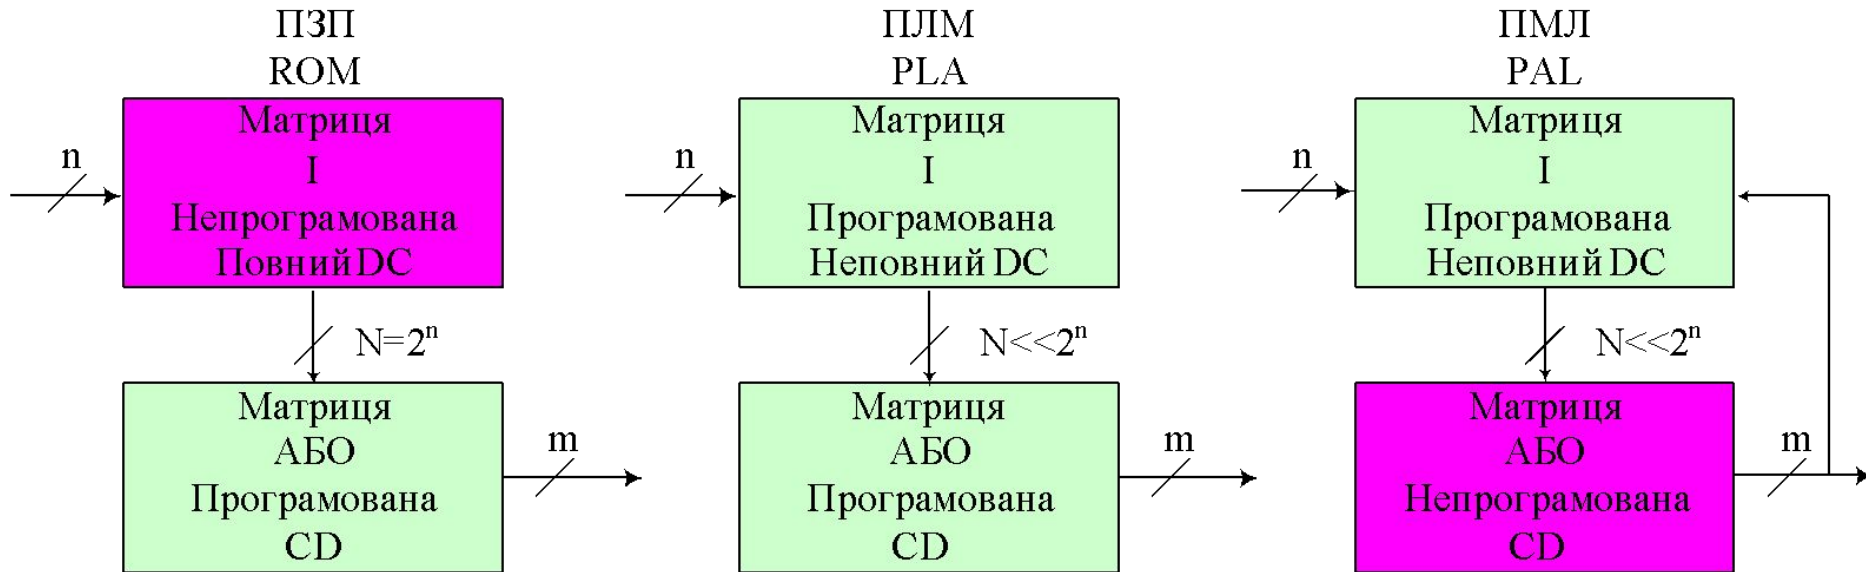 ПЗП
ROM
Матриця
І
Непрограмована
Повний DC
n
N=2ⁿ
Матриця
АБО
Програмована
CD
m
ПЛМ
PLA
Матриця
І
Програмована
Неповний DC
n
N<<2ⁿ
Матриця
АБО
Програмована
CD
m
ПМЛ
PAL
Матриця
І
Програмована
Неповний DC
n
N<<2ⁿ
Матриця
АБО
Непрограмована
CD
m